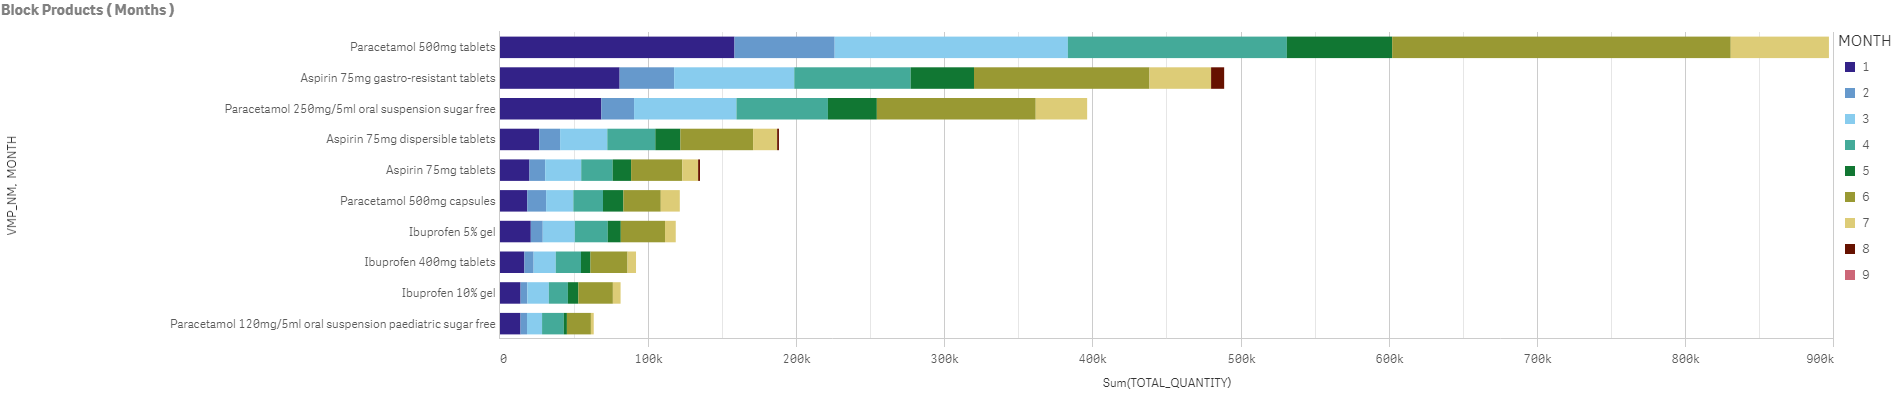 Block Products ( Months )
VMP_NM, MONTH
Paracetamol 500mg tablets
Aspirin 75mg gastro-resistant tablets
Paracetamol 250mg/5ml oral suspension sugar free
Aspirin 75mg dispersible tablets
Aspirin 75mg tablets
Paracetamol 500mg capsules
Ibuprofen 5% gel
Ibuprofen 400mg tablets
Ibuprofen 10% gel
Paracetamol 120mg/5ml oral suspension paediatric sugar free
0 100k 200k 300k 400k 500k 600k 700k 800k 900k
Sum(TOTAL_QUANTITY)
MONTH
1
2
3
4
5
6
7
8
9